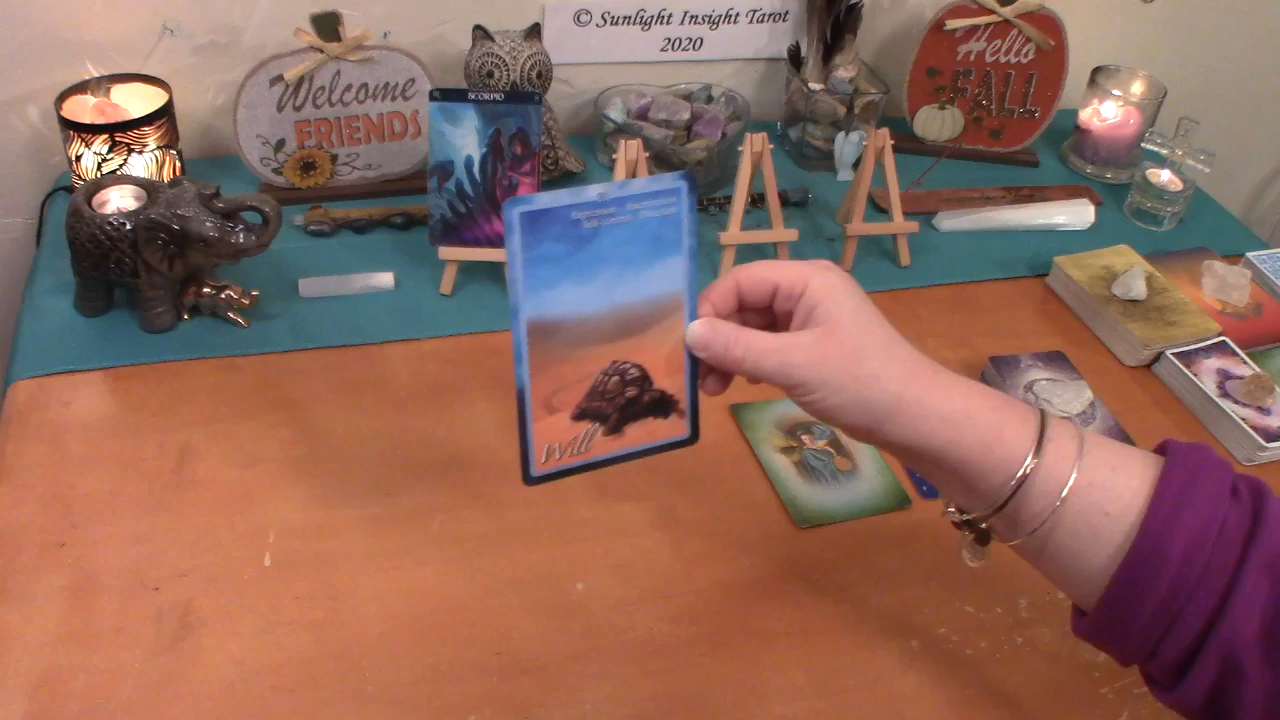 © Sunlight Insight Tarot
2020
Welcome
FRIENDS
Hello
FALL
SCORPIO
Will